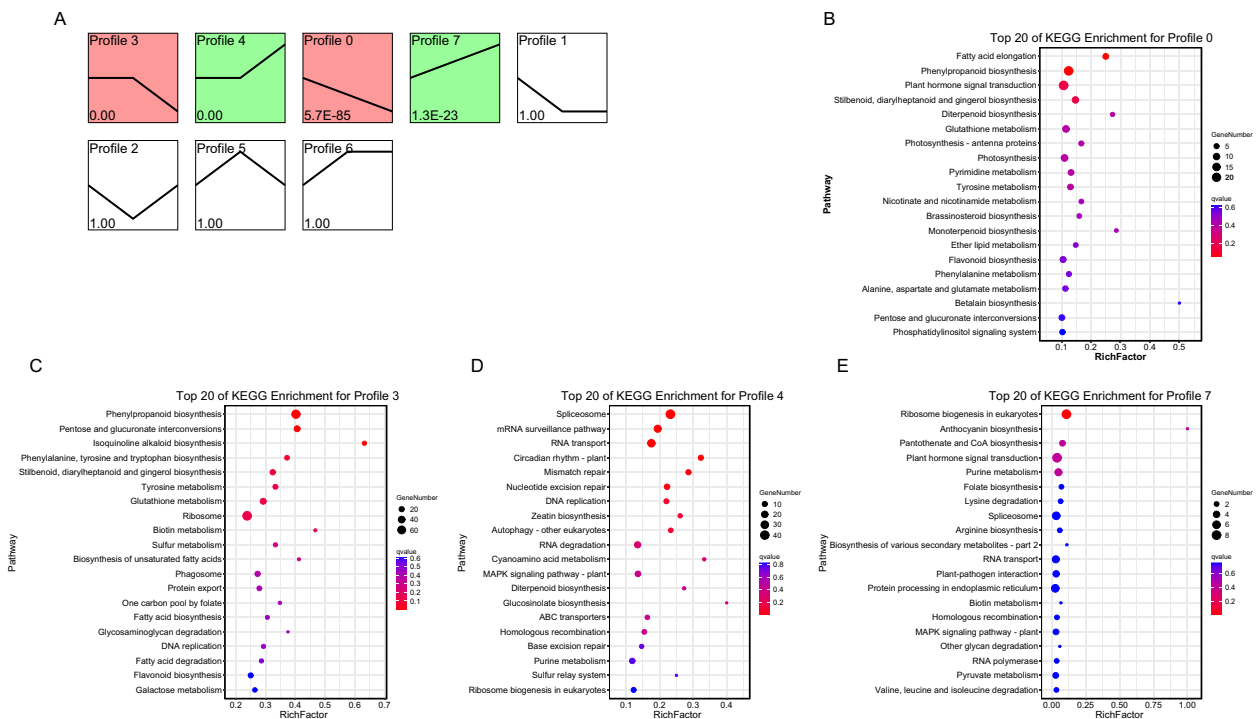 A
Profile 3
0.00
Profile 4
0.00
Profile 0
5.7E-85
Profile 7
1.3E-23
Profile 1
1.00
Profile 2
1.00
Profile 5
1.00
Profile 6
1.00
B
Top 20 of KEGG Enrichment for Profile 0
Pathway
Fatty acid elongation
Phenylpropanoid biosynthesis
Plant hormone signal transduction
Stilbenoid, diarylheptanoid and gingerol biosynthesis
Diterpenoid biosynthesis
Glutathione metabolism
Photosynthesis - antenna proteins
Photosynthesis
Pyrimidine metabolism
Tyrosine metabolism
Nicotinate and nicotinamide metabolism
Brassinosteroid biosynthesis
Monoterpenoid biosynthesis
Ether lipid metabolism
Flavonoid biosynthesis
Phenylalanine metabolism
Alanine, aspartate and glutamate metabolism
Betalain biosynthesis
Pentose and glucuronate interconversions
Phosphatidylinositol signaling system
0.1 0.2 0.3 0.4 0.5
RichFactor
GeneNumber
5
10
15
20
qvalue
0.6
0.4
0.2
C
Top 20 of KEGG Enrichment for Profile 3
Pathway
Phenylpropanoid biosynthesis
Pentose and glucuronate interconversions
Isoquinoline alkaloid biosynthesis
Phenylalanine, tyrosine and tryptophan biosynthesis
Stilbenoid, diarylheptanoid and gingerol biosynthesis
Tyrosine metabolism
Glutathione metabolism
Ribosome
Biotin metabolism
Sulfur metabolism
Biosynthesis of unsaturated fatty acids
Phagosome
Protein export
One carbon pool by folate
Fatty acid biosynthesis
Glycosaminoglycan degradation
DNA replication
Fatty acid degradation
Flavonoid biosynthesis
Galactose metabolism
0.2 0.3 0.4 0.5 0.6 0.7
RichFactor
GeneNumber
20
40
60
qvalue
0.6
0.5
0.4
0.3
0.2
0.1
D
Top 20 of KEGG Enrichment for Profile 4
Pathway
Spliceosome
mRNA surveillance pathway
RNA transport
Circadian rhythm - plant
Mismatch repair
Nucleotide excision repair
DNA replication
Zeatin biosynthesis
Autophagy - other eukaryotes
RNA degradation
Cyanoamino acid metabolism
MAPK signaling pathway - plant
Diterpenoid biosynthesis
Glucosinolate biosynthesis
ABC transporters
Homologous recombination
Base excision repair
Purine metabolism
Sulfur relay system
Ribosome biogenesis in eukaryotes
0.1 0.2 0.3 0.4
RichFactor
GeneNumber
10
20
30
40
qvalue
0.8
0.6
0.4
0.2
E
Top 20 of KEGG Enrichment for Profile 7
Pathway
Ribosome biogenesis in eukaryotes
Anthocyanin biosynthesis
Pantothenate and CoA biosynthesis
Plant hormone signal transduction
Purine metabolism
Folate biosynthesis
Lysine degradation
Spliceosome
Arginine biosynthesis
Biosynthesis of various secondary metabolites - part 2
RNA transport
Plant-pathogen interaction
Protein processing in endoplasmic reticulum
Biotin metabolism
Homologous recombination
MAPK signaling pathway - plant
Other glycan degradation
RNA polymerase
Pyruvate metabolism
Valine, leucine and isoleucine degradation
0.00 0.25 0.50 0.75 1.00
RichFactor
GeneNumber
2
4
6
8
qvalue
0.6
0.4
0.2